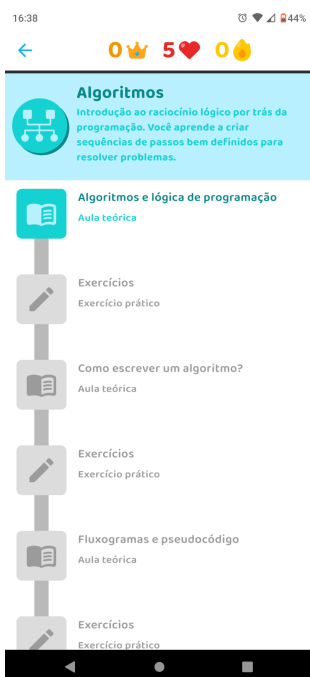 16:38
44%
0 5 0
Algoritmos
Introdução ao raciocínio lógico por trás da
programação. Você aprende a criar
sequências de passos bem definidos para
resolver problemas.
Algoritmos e lógica de programação
Aula teórica
Exercícios
Exercício prático
Como escrever um algoritmo?
Aula teórica
Exercícios
Exercício prático
Fluxogramas e pseudocódigo
Aula teórica
Exercícios
Exercício prático